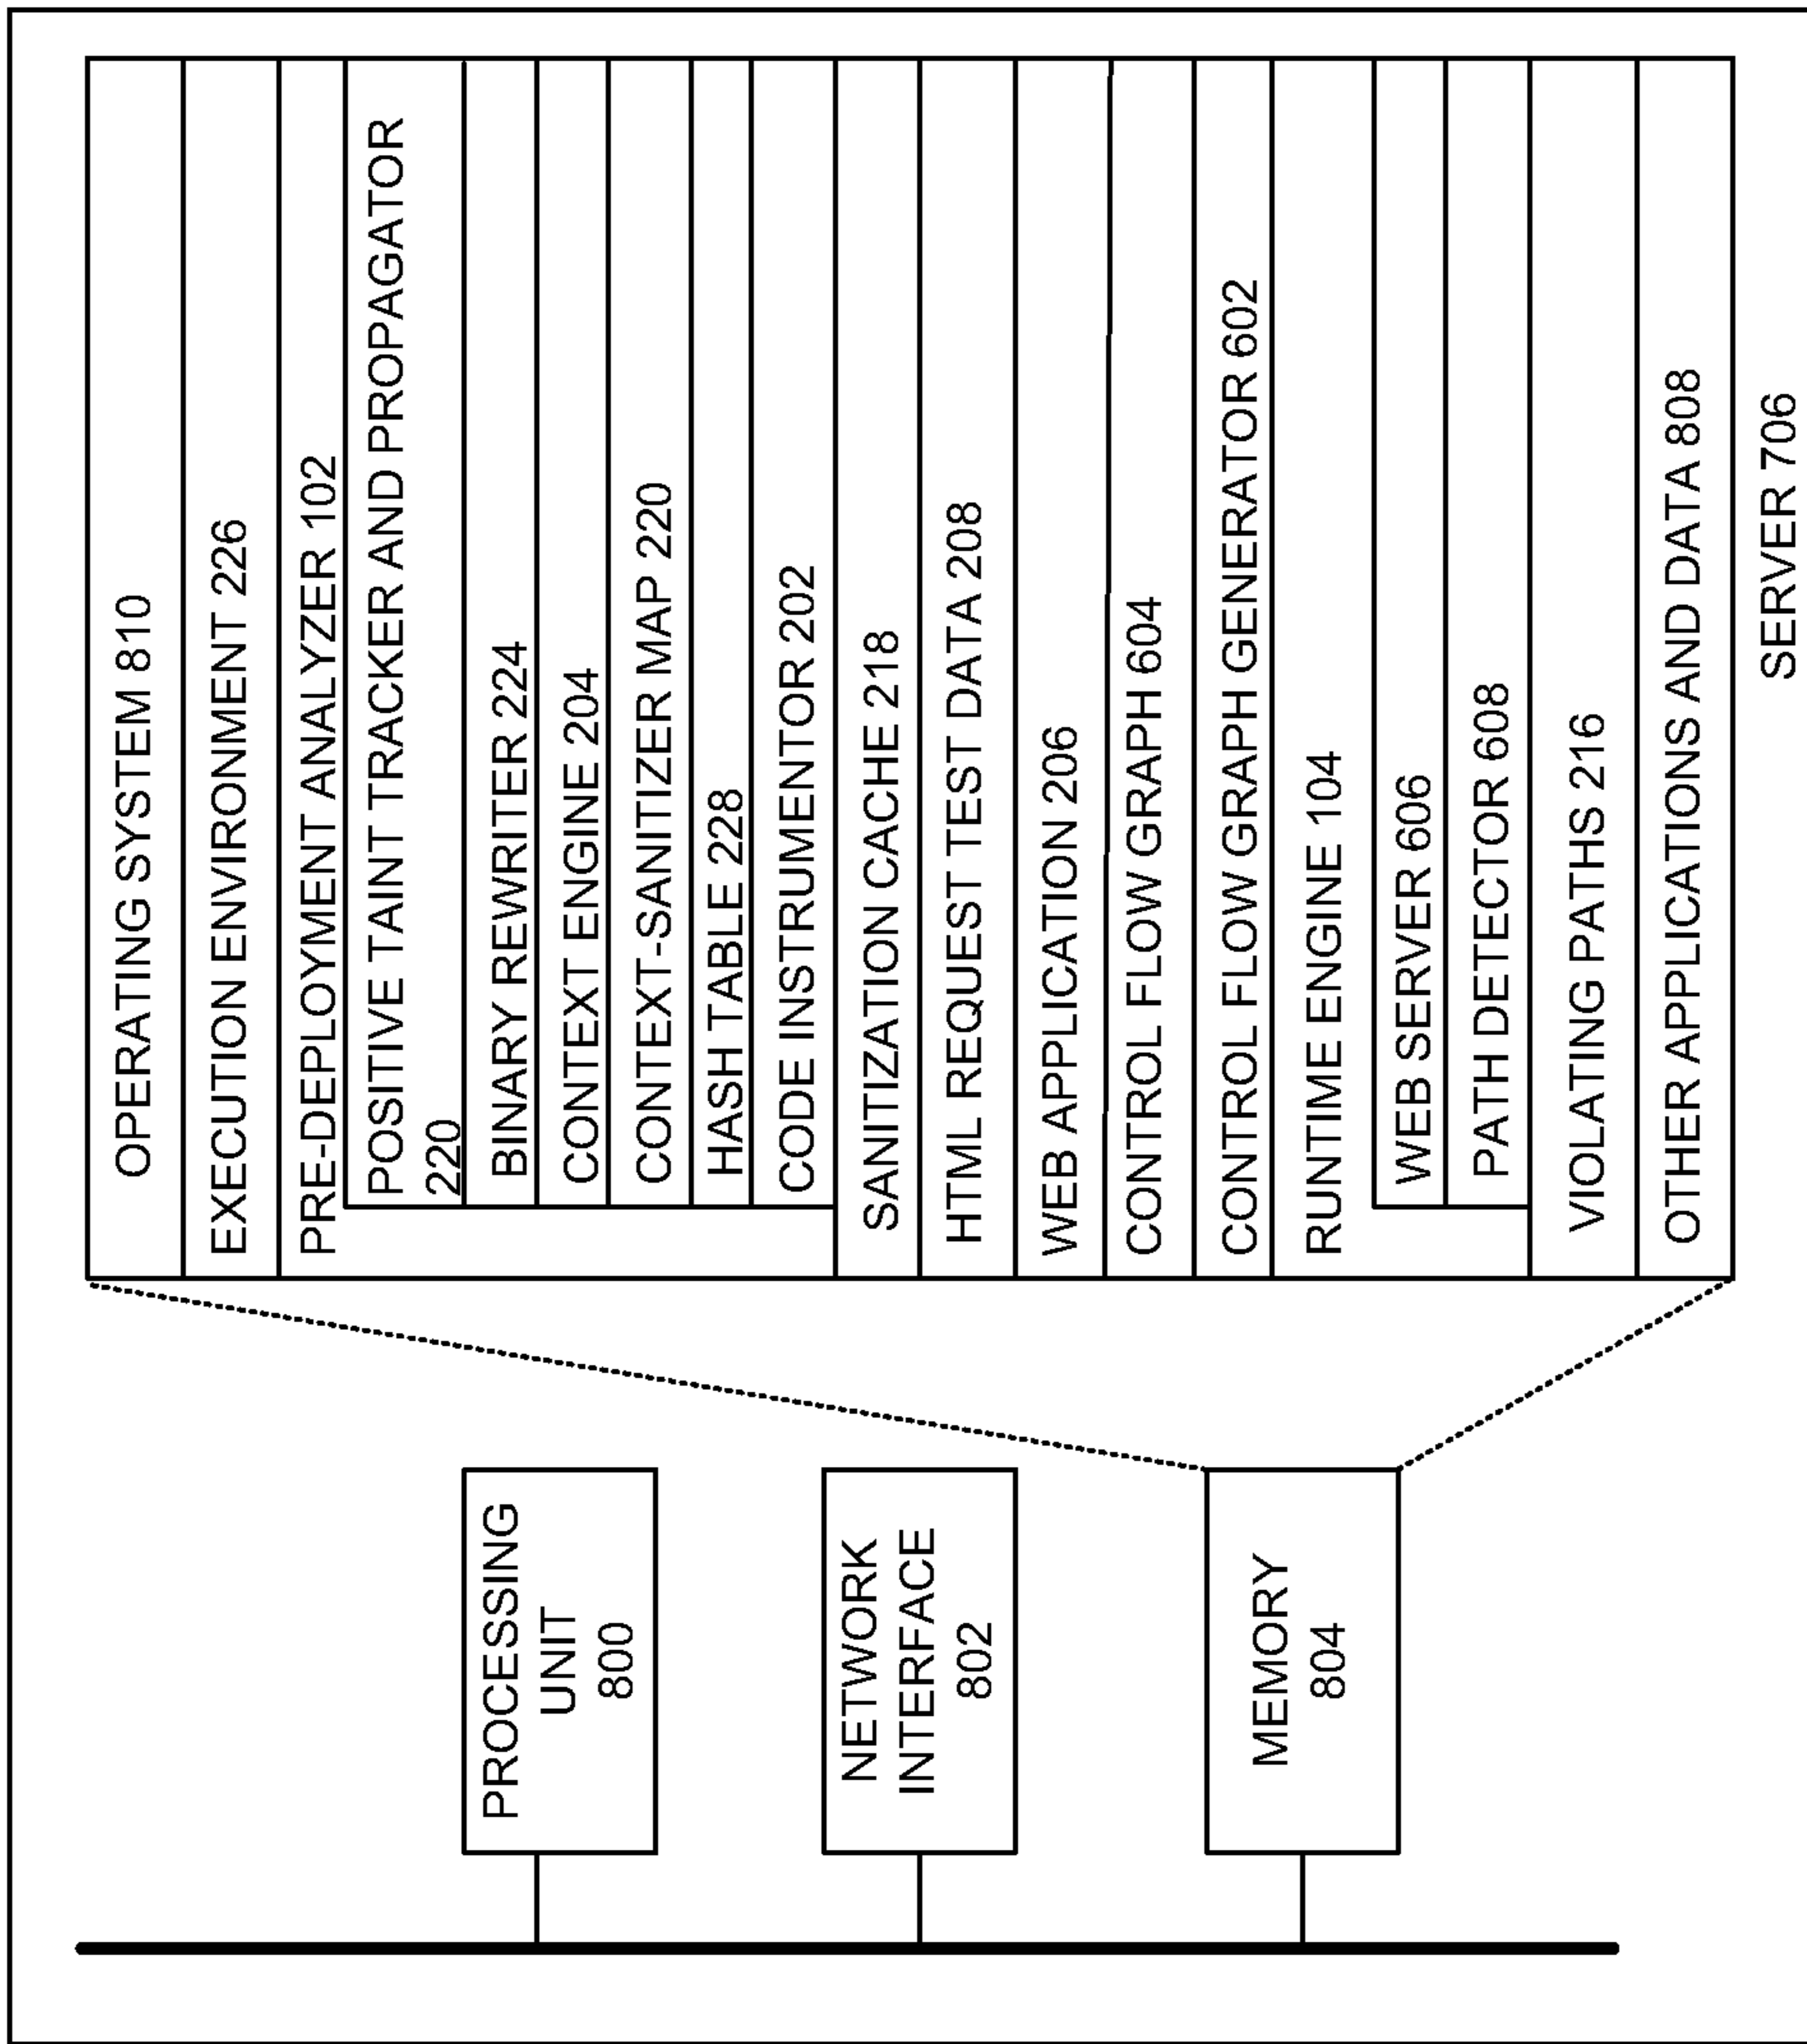 PROCESSING
UNIT
800
NETWORK
INTERFACE
802
MEMORY
804
OPERATING SYSTEM 810
EXECUTION ENVIRONMENT 226
PRE-DEPLOYMENT ANALYZER 102
POSITIVE TAINT TRACKER AND PROPAGATOR
220
BINARY REWRITER 224
CONTEXT ENGINE 204
CONTEXT-SANITIZER MAP 220
HASH TABLE 228
CODE INSTRUMENTOR 202
SANITIZATION CACHE 218
HTML REQUEST TEST DATA 208
WEB APPLICATION 206
CONTROL FLOW GRAPH 604
CONTROL FLOW GRAPH GENERATOR 602
RUNTIME ENGINE 104
WEB SERVER 606
PATH DETECTOR 608
VIOLATING PATHS 216
OTHER APPLICATIONS AND DATA 808
SERVER 706